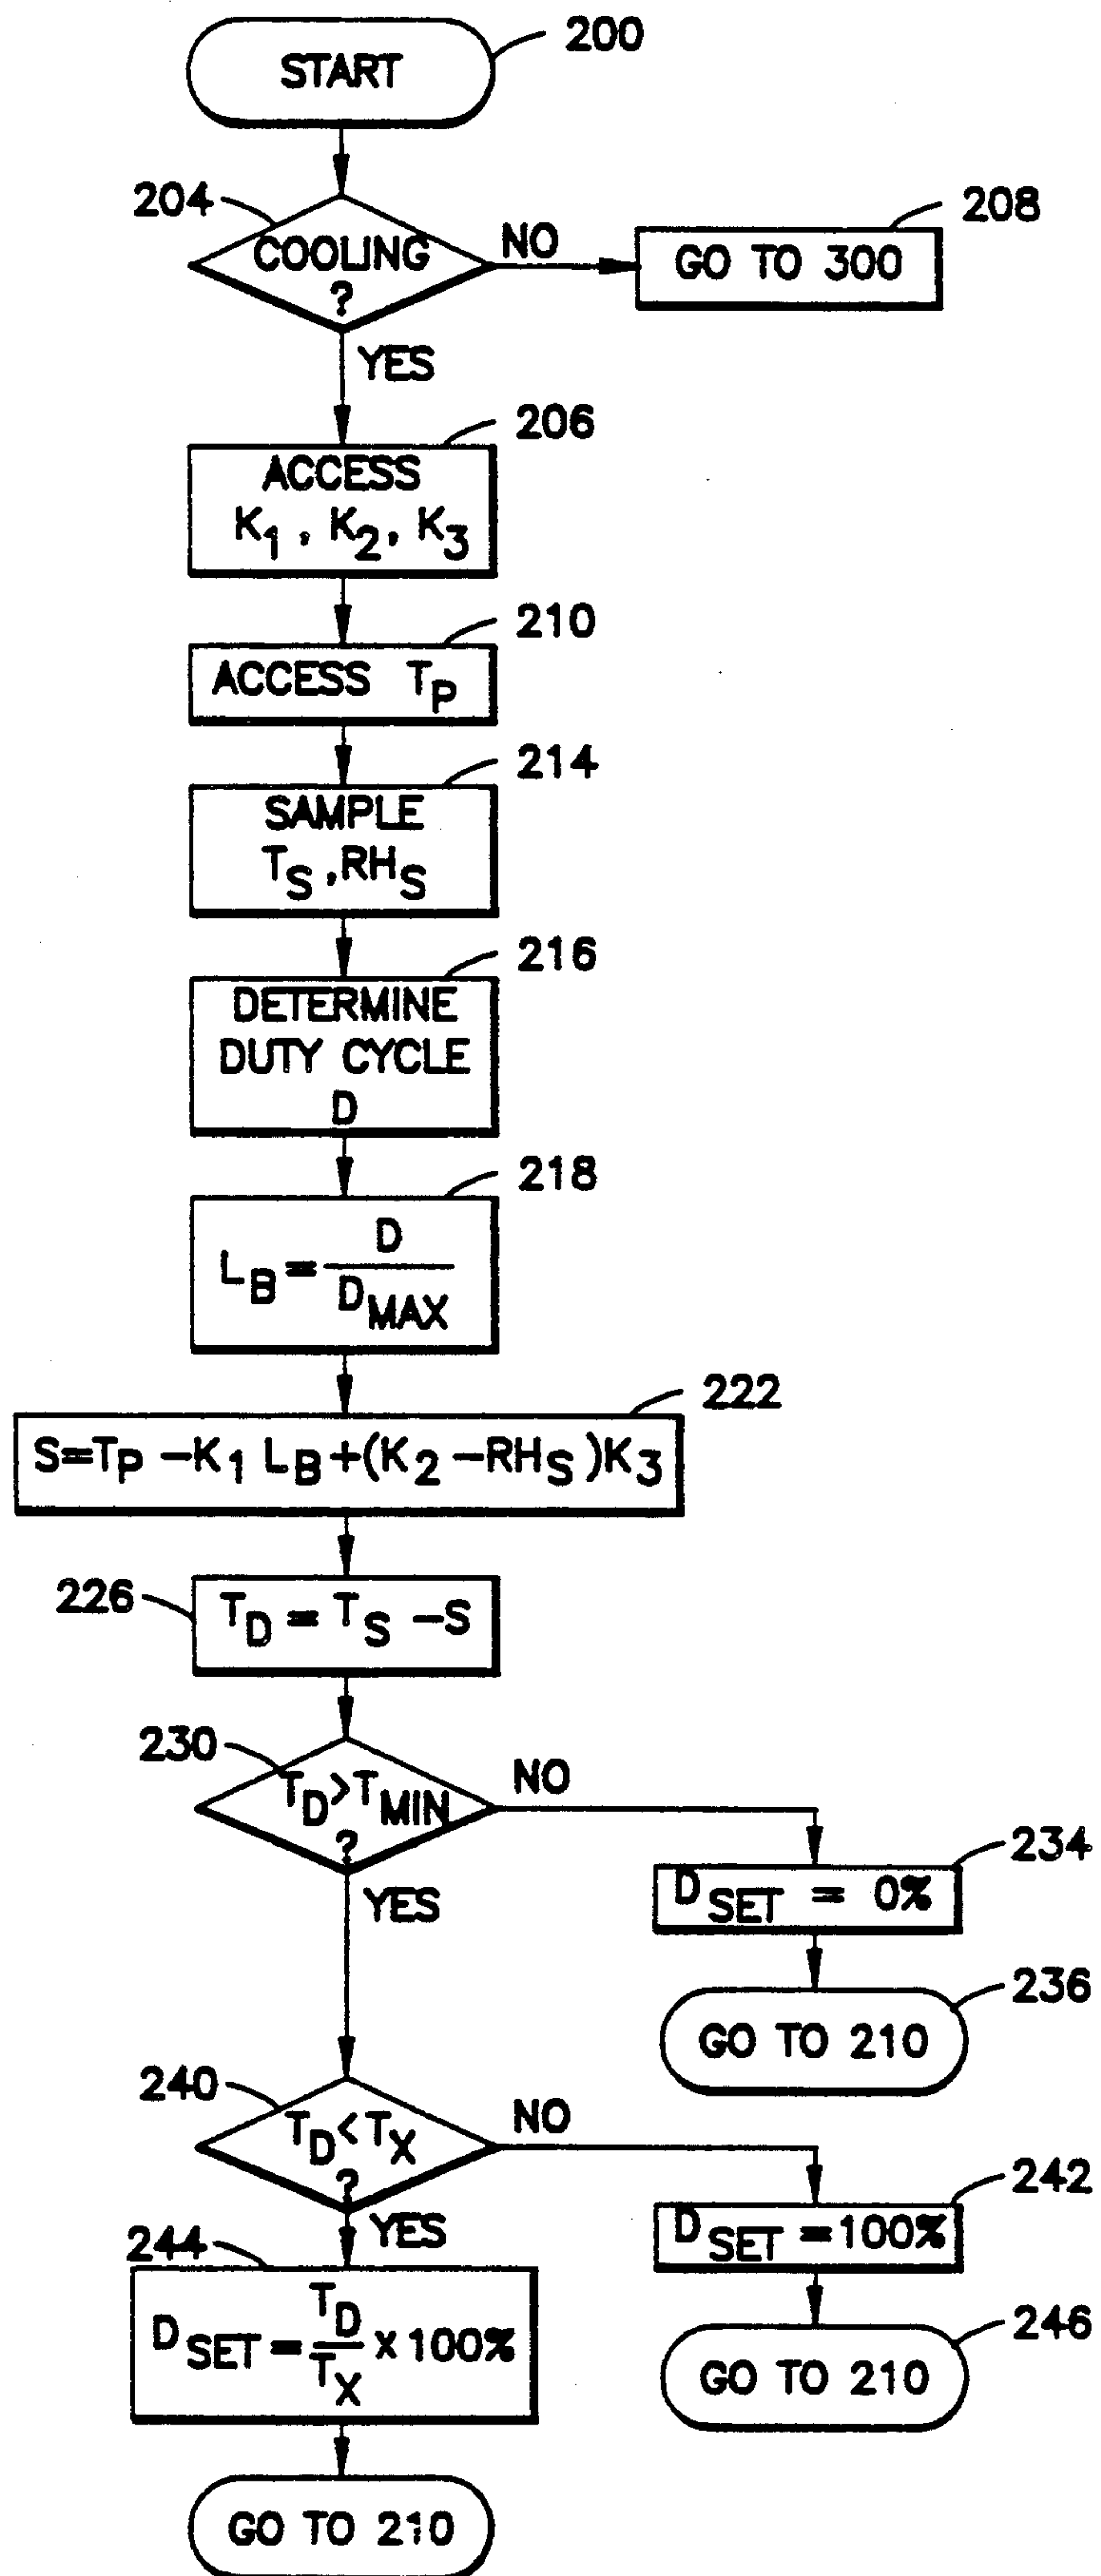 START
200
204
COOLING
?
NO
208
GO TO 300
YES
206
ACCESS
K1, K2, K3
210
ACCESS TP
214
SAMPLE
TS, RHS
216
DETERMINE
DUTY CYCLE
D
218
LB = D / DMAX
222
S=TP -K1 LB+(K2 -RHS)K3
226
TD = TS -S
230
TD>TMIN
?
NO
YES
234
DSET = 0%
236
GO TO 210
240
TD<TX
?
NO
YES
242
DSET =100%
244
DSET = TD / TX x 100%
246
GO TO 210
GO TO 210